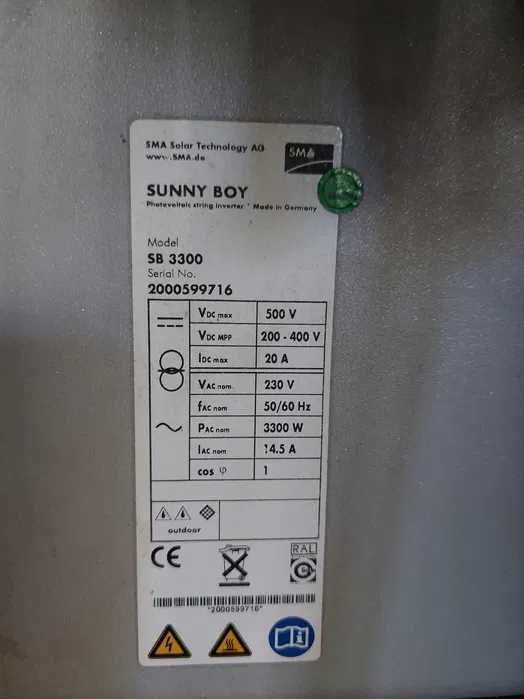 SMA Solar Technology AG
www.SMA.de
SMA
SUNNY BOY
Photovoltaic string inverter * Made in Germany
Model
SB 3300
Serial No.
2000599716
VDC max 500 V
VDC MPP 200 - 400 V
IDC max 20 A
VAC nom. 230 V
fAC nom 50/60 Hz
PAC nom 3300 W
IAC nom 14.5 A
cos φ 1
outdoor
CE
RAL
*2000599716*